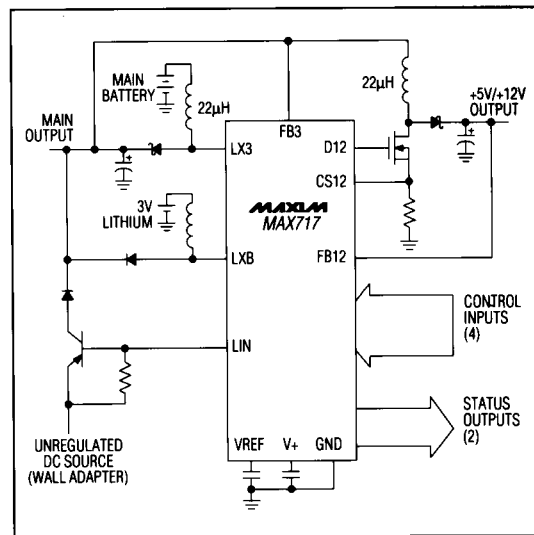 MAIN
BATTERY
22µH
22µH
+5V/+12V
OUTPUT
MAIN
OUTPUT
FB3
LX3
D12
CS12
3V
LITHIUM
MAXIM
MAX717
LXB
FB12
CONTROL
INPUTS
(4)
LIN
STATUS
OUTPUTS
(2)
UNREGULATED
DC SOURCE
(WALL ADAPTER)
VREF
V+
GND